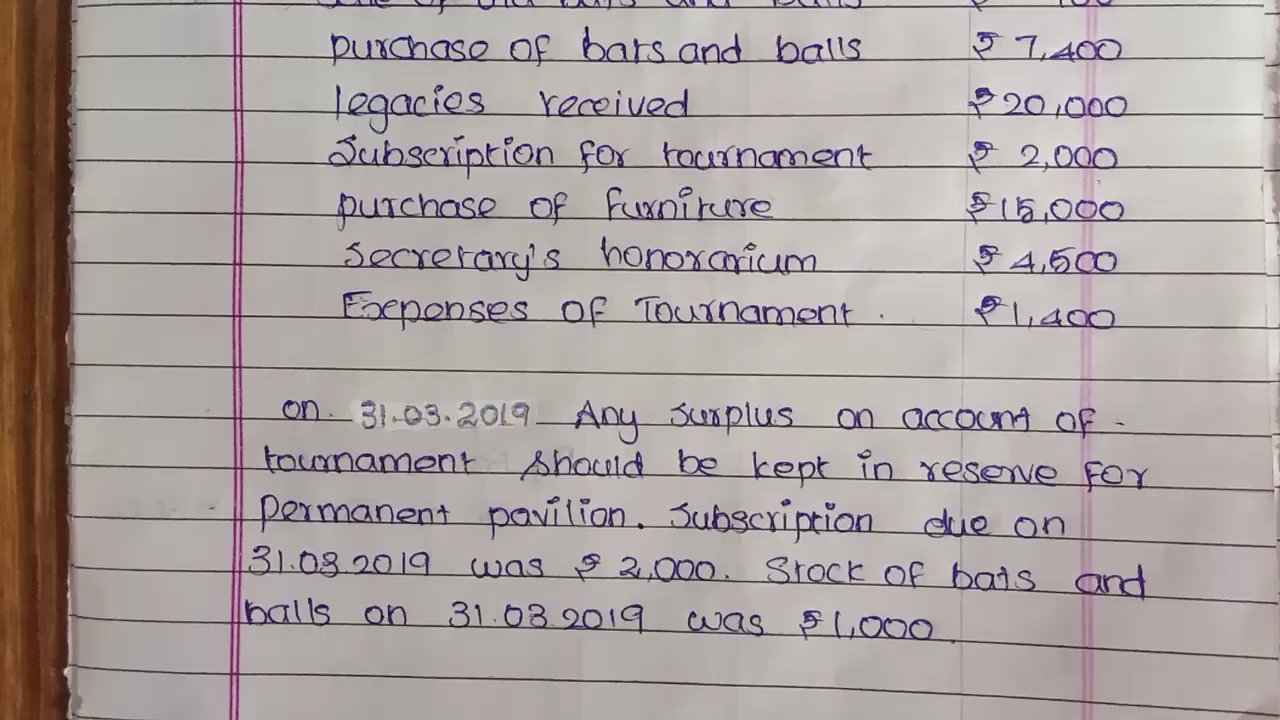 purchase of bats and balls ₹ 7,400
legacies received ₹ 20,000
Subscription for tournament ₹ 2,000
purchase of furniture ₹ 15,000
Secretary's honorarium ₹ 4,500
Expenses of Tournament. ₹ 1,400
on 31.03.2019 Any surplus on account of
tournament should be kept in reserve for
permanent pavilion. Subscription due on
31.03.2019 was ₹ 2,000. Stock of bats and
balls on 31.03.2019 was ₹ 1,000.